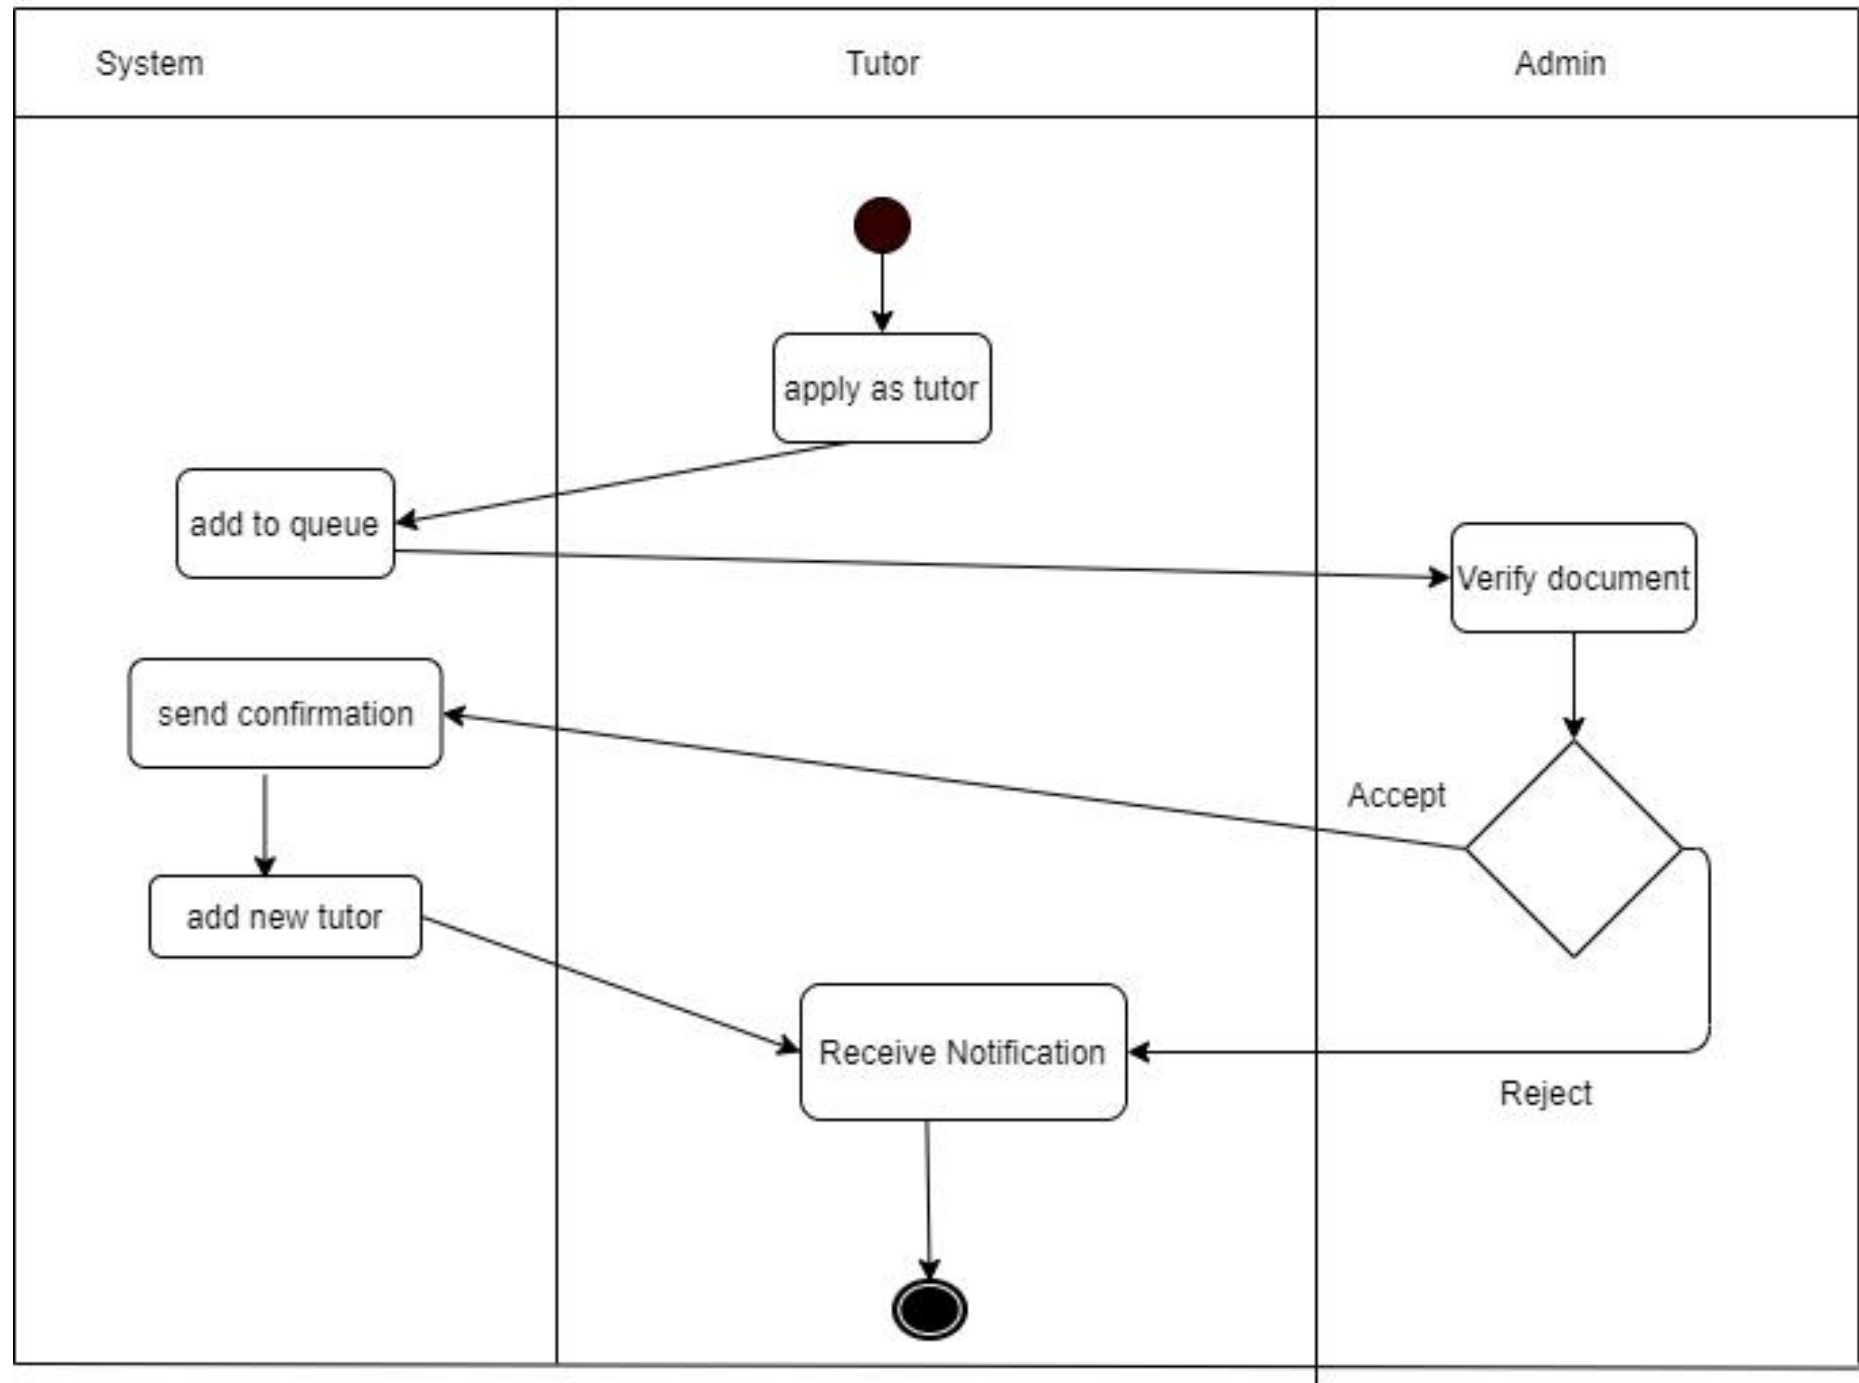 System
Tutor
Admin
apply as tutor
add to queue
Verify document
send confirmation
Accept
add new tutor
Receive Notification
Reject